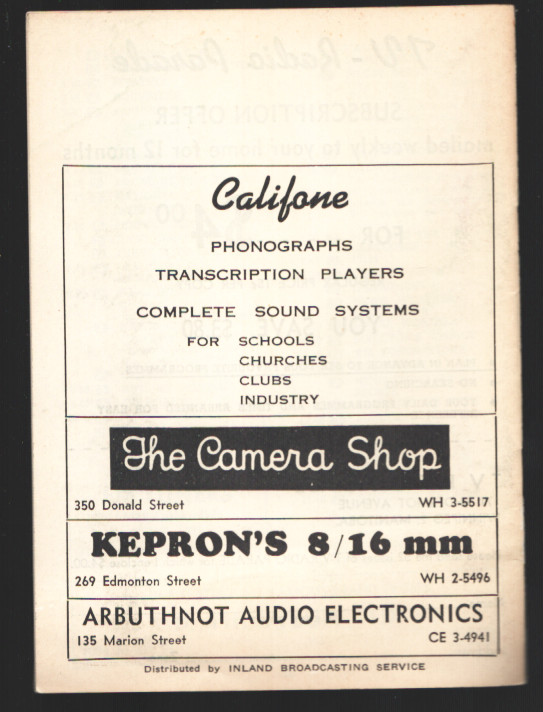 Califone
PHONOGRAPHS
TRANSCRIPTION PLAYERS
COMPLETE SOUND SYSTEMS
FOR SCHOOLS
CHURCHES
CLUBS
INDUSTRY
The Camera Shop
350 Donald Street WH 3-5517
KEPRON'S 8/16 mm
269 Edmonton Street WH 2-5496
ARBUTHNOT AUDIO ELECTRONICS
135 Marion Street CE 3-4941
Distributed by INLAND BROADCASTING SERVICE